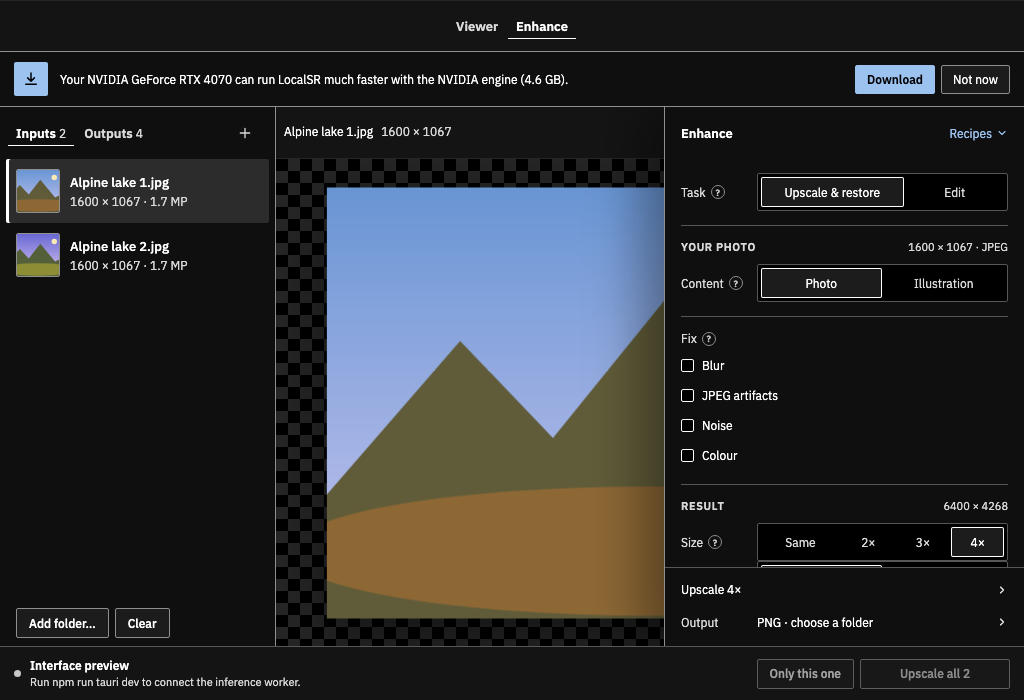 Viewer Enhance
Your NVIDIA GeForce RTX 4070 can run LocalSR much faster with the NVIDIA engine (4.6 GB). Download Not now
Inputs 2 Outputs 4 +
Alpine lake 1.jpg
1600 × 1067 · 1.7 MP
Alpine lake 2.jpg
1600 × 1067 · 1.7 MP
Add folder... Clear
Alpine lake 1.jpg 1600 × 1067
Enhance Recipes
Task ? Upscale & restore Edit
YOUR PHOTO 1600 × 1067 · JPEG
Content ? Photo Illustration
Fix ?
Blur
JPEG artifacts
Noise
Colour
RESULT 6400 × 4268
Size ? Same 2× 3× 4×
Upscale 4×
Output PNG · choose a folder
Interface preview
Run npm run tauri dev to connect the inference worker.
Only this one Upscale all 2